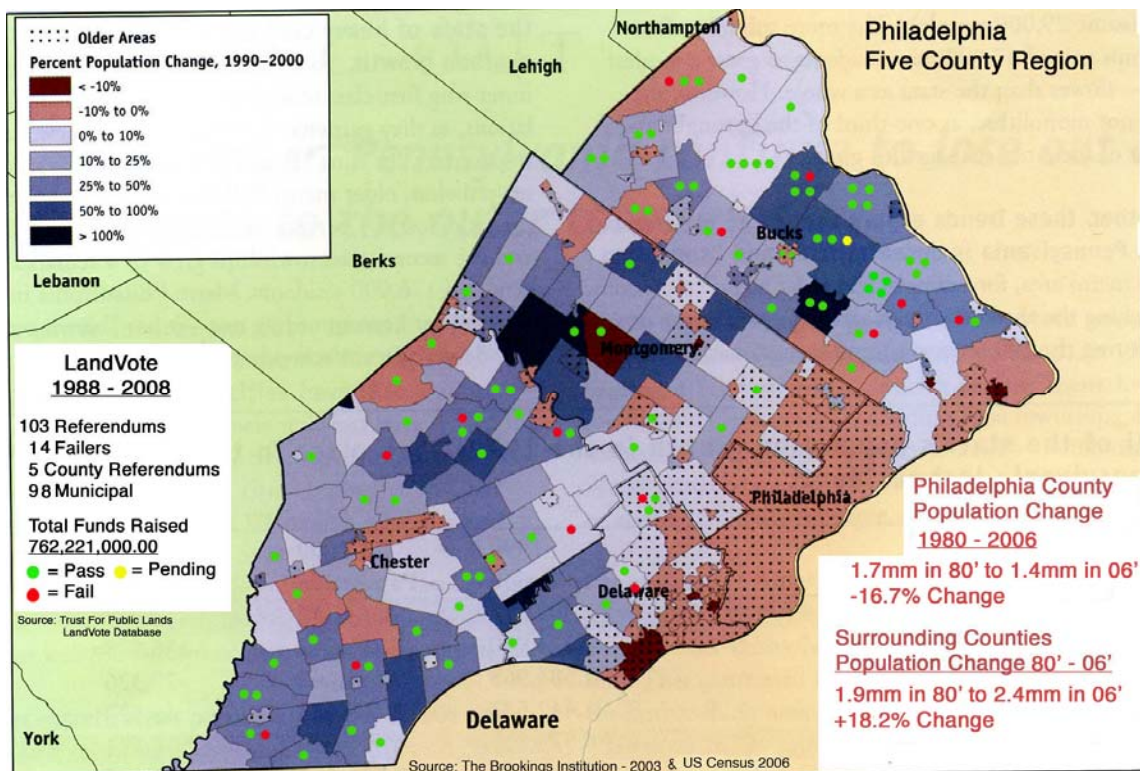 Older Areas
Percent Population Change, 1990–2000
< -10%
-10% to 0%
0% to 10%
10% to 25%
25% to 50%
50% to 100%
> 100%
Northampton
Lehigh
Philadelphia
Five County Region
Lebanon
Berks
Bucks
Montgomery
LandVote
1988 - 2008
103 Referendums
14 Failers
5 County Referendums
98 Municipal
Total Funds Raised
762,221,000.00
= Pass = Pending
= Fail
Source: Trust For Public Lands
LandVote Database
Philadelphia
Chester
Delaware
Philadelphia County
Population Change
1980 - 2006
1.7mm in 80' to 1.4mm in 06'
-16.7% Change
Surrounding Counties
Population Change 80' - 06'
1.9mm in 80' to 2.4mm in 06'
+18.2% Change
Delaware
York
Source: The Brookings Institution - 2003 & US Census 2006